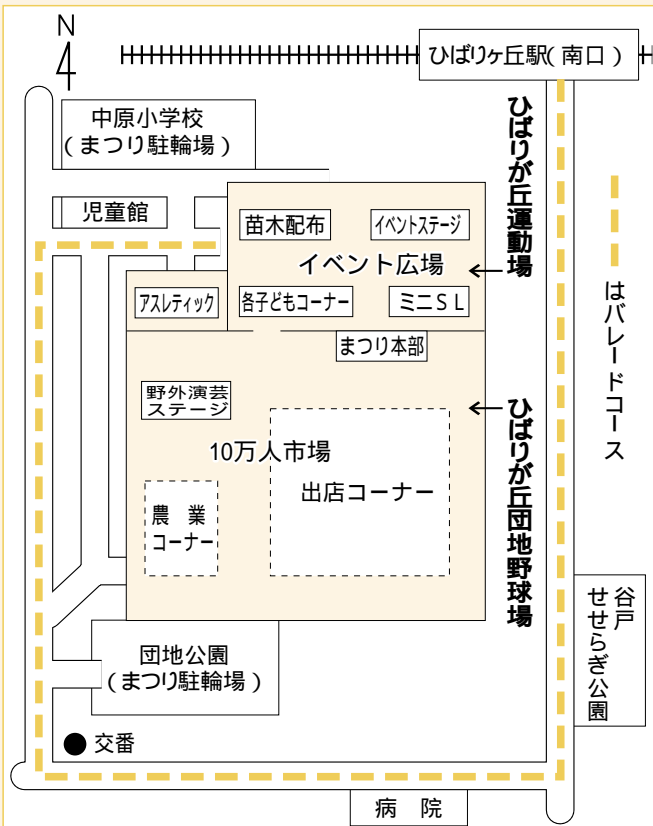 N
ひばりヶ丘駅(南口)
中原小学校
(まつり駐輪場)
児童館
苗木配布
イベントステージ
イベント広場
アスレティック
各子どもコーナー
ミニSL
まつり本部
ひばりが丘運動場
はパレードコース
野外演芸
ステージ
10万人市場
出店コーナー
農業
コーナー
ひばりが丘団地野球場
谷戸
せせらぎ公園
団地公園
(まつり駐輪場)
交番
病院